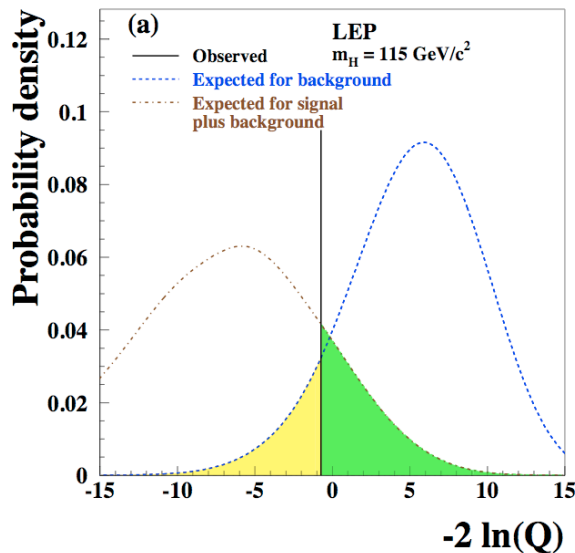 (a)
LEP
m_H = 115 GeV/c²
Observed
Expected for background
Expected for signal
plus background
Probability density
0.12
0.1
0.08
0.06
0.04
0.02
0
-15 -10 -5 0 5 10 15
-2 ln(Q)